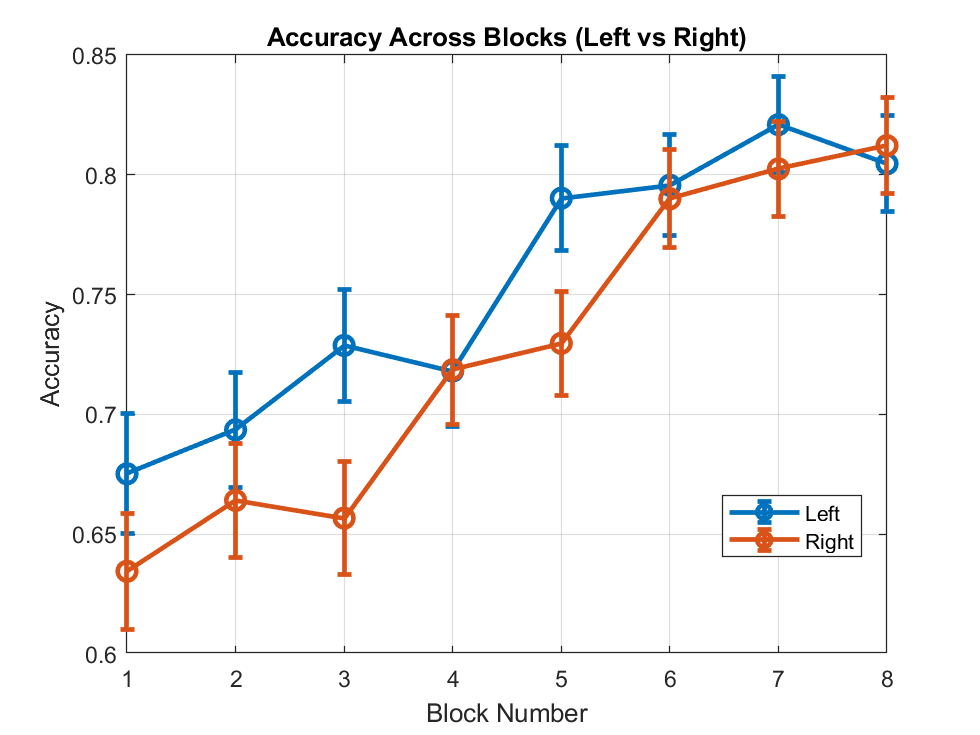 Accuracy Across Blocks (Left vs Right)
0.85
0.8
0.75
0.7
0.65
0.6
Accuracy
1 2 3 4 5 6 7 8
Block Number
Left
Right